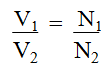 V₁ = N₁
V₂   N₂